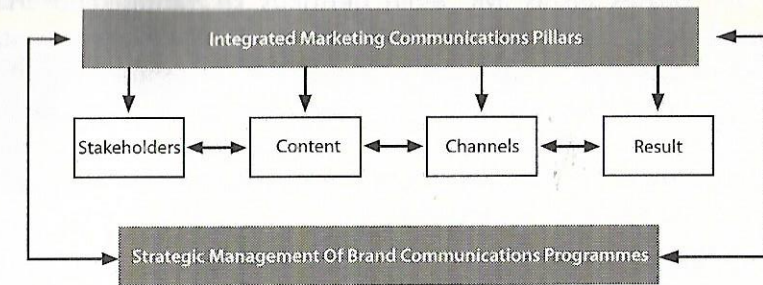 Integrated Marketing Communications Pillars
Stakeholders
Content
Channels
Result
Strategic Management Of Brand Communications Programmes